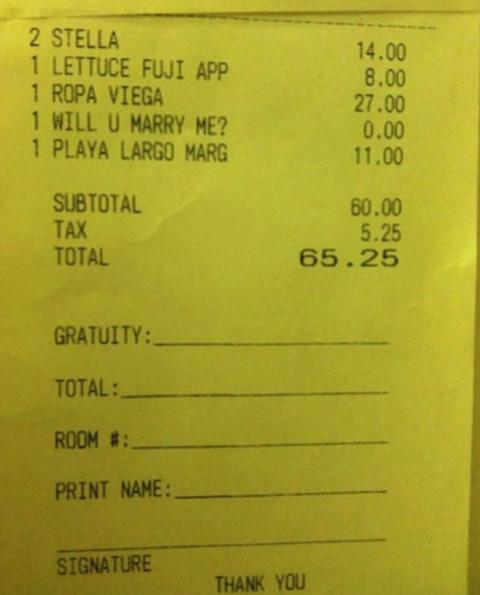 2 STELLA 14.00
1 LETTUCE FUJI APP 8.00
1 ROPA VIEGA 27.00
1 WILL U MARRY ME? 0.00
1 PLAYA LARGO MARG 11.00
SUBTOTAL 60.00
TAX 5.25
TOTAL 65.25
GRATUITY:
TOTAL:
ROOM #:
PRINT NAME:
SIGNATURE
THANK YOU